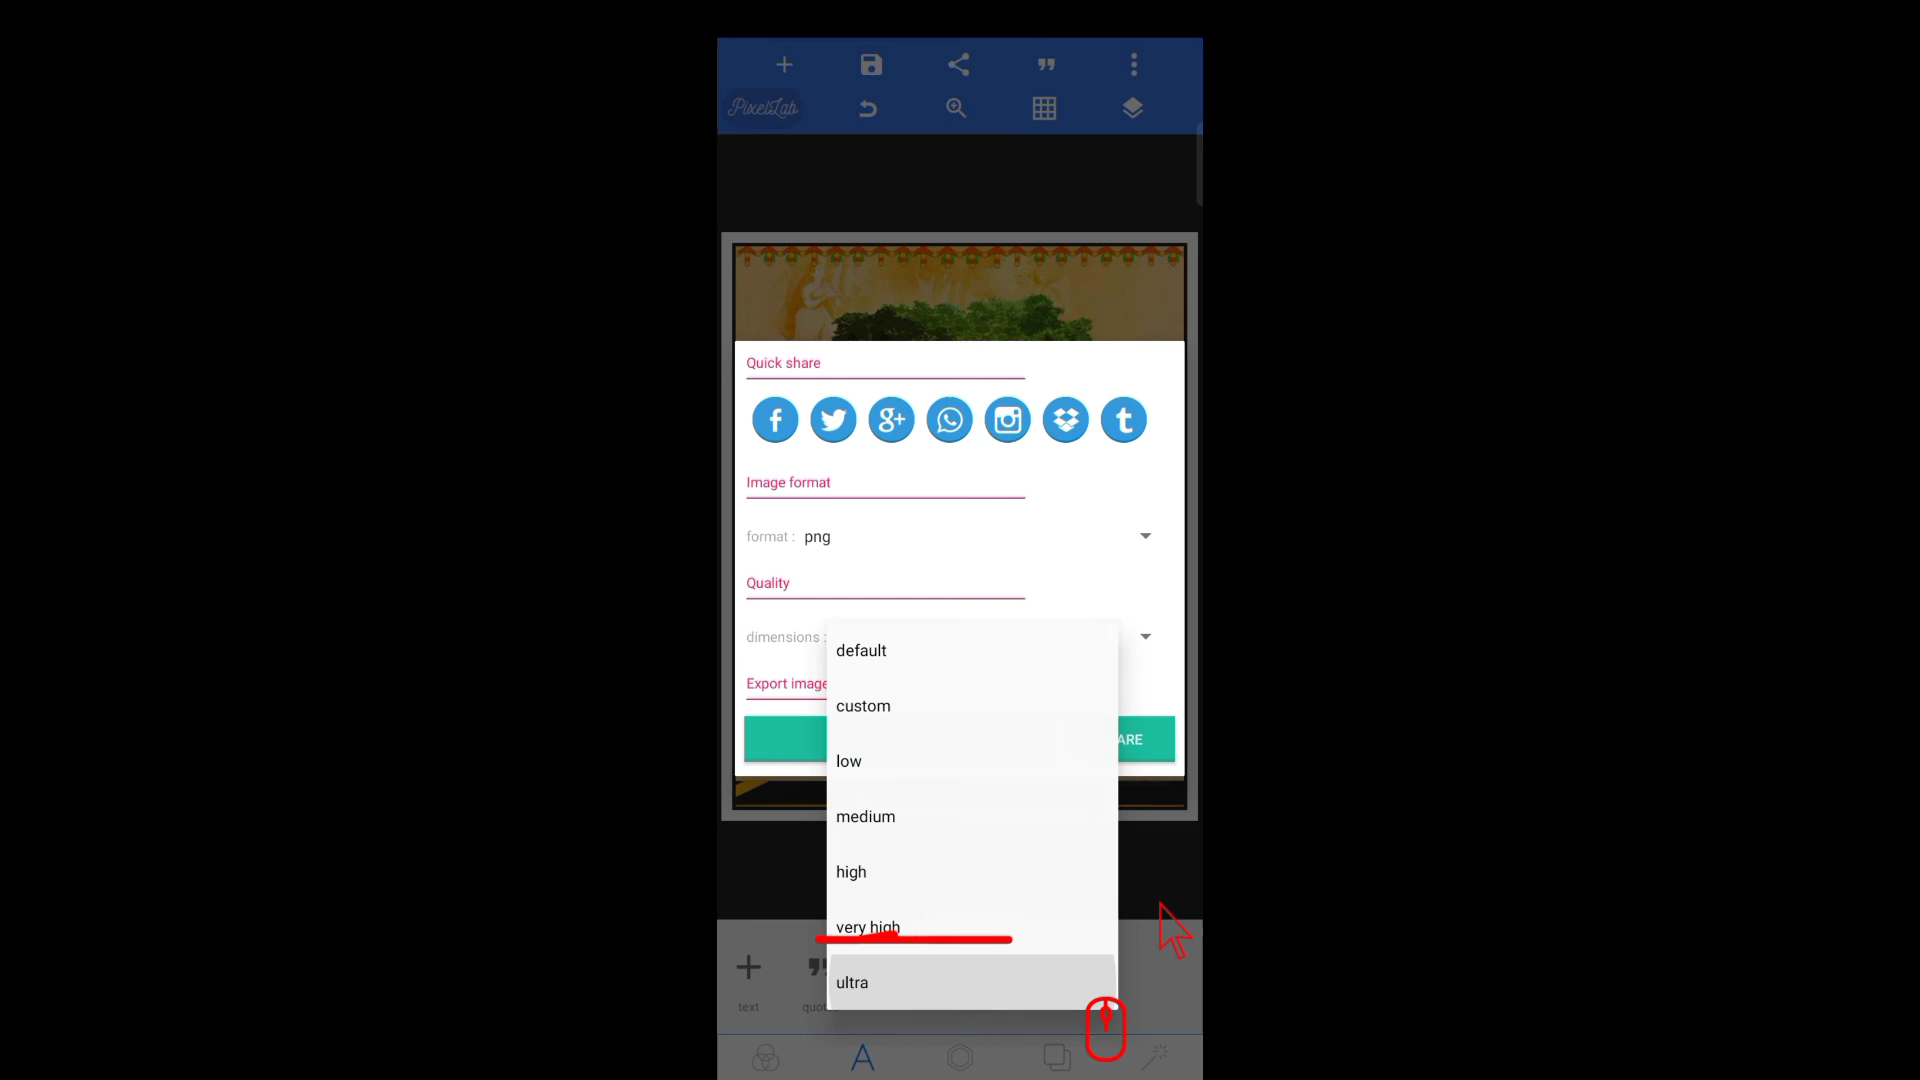 PixelLab
Quick share
Image format
format : png
Quality
dimensions :
default
Export image
custom
ARE
low
medium
high
very high
ultra
text
quot